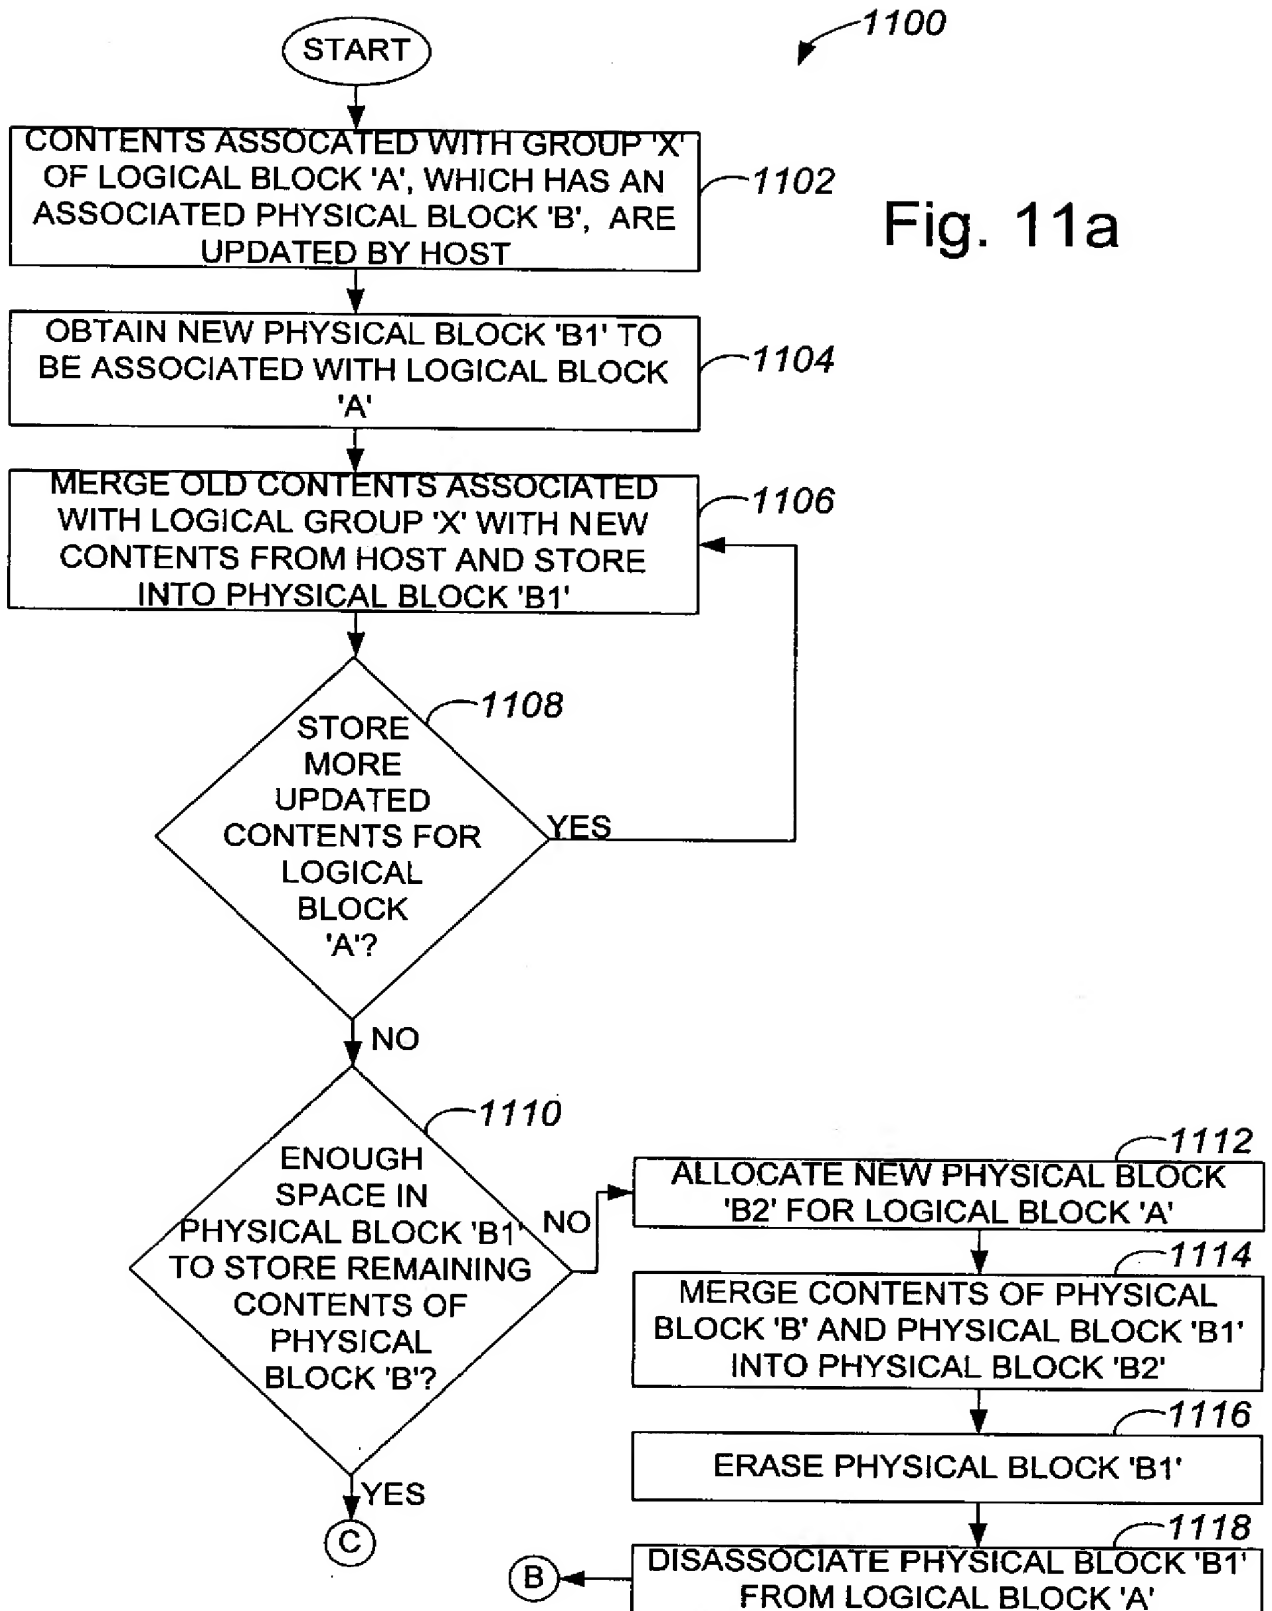 1100
START
CONTENTS ASSOCATED WITH GROUP 'X'
OF LOGICAL BLOCK 'A', WHICH HAS AN
ASSOCIATED PHYSICAL BLOCK 'B', ARE
UPDATED BY HOST
1102
Fig. 11a
OBTAIN NEW PHYSICAL BLOCK 'B1' TO
BE ASSOCIATED WITH LOGICAL BLOCK
'A'
1104
MERGE OLD CONTENTS ASSOCIATED
WITH LOGICAL GROUP 'X' WITH NEW
CONTENTS FROM HOST AND STORE
INTO PHYSICAL BLOCK 'B1'
1106
STORE
MORE
UPDATED
CONTENTS FOR
LOGICAL
BLOCK
'A'?
1108
YES
NO
ENOUGH
SPACE IN
PHYSICAL BLOCK 'B1'
TO STORE REMAINING
CONTENTS OF
PHYSICAL
BLOCK 'B'?
1110
NO
YES
C
1112
ALLOCATE NEW PHYSICAL BLOCK
'B2' FOR LOGICAL BLOCK 'A'
1114
MERGE CONTENTS OF PHYSICAL
BLOCK 'B' AND PHYSICAL BLOCK 'B1'
INTO PHYSICAL BLOCK 'B2'
1116
ERASE PHYSICAL BLOCK 'B1'
1118
DISASSOCIATE PHYSICAL BLOCK 'B1'
FROM LOGICAL BLOCK 'A'
B